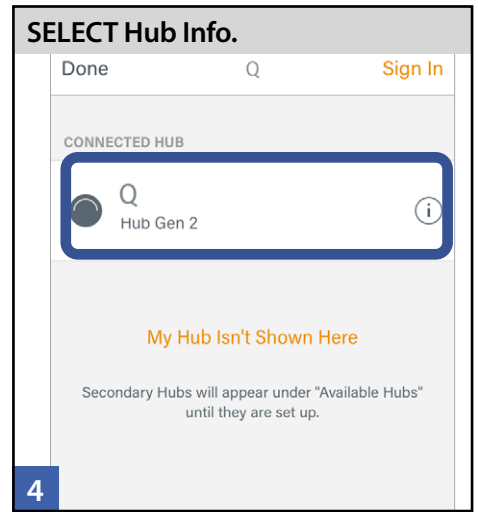 SELECT Hub Info.
Done Q Sign In
CONNECTED HUB
Q
Hub Gen 2
i
My Hub Isn't Shown Here
Secondary Hubs will appear under "Available Hubs"
until they are set up.
4